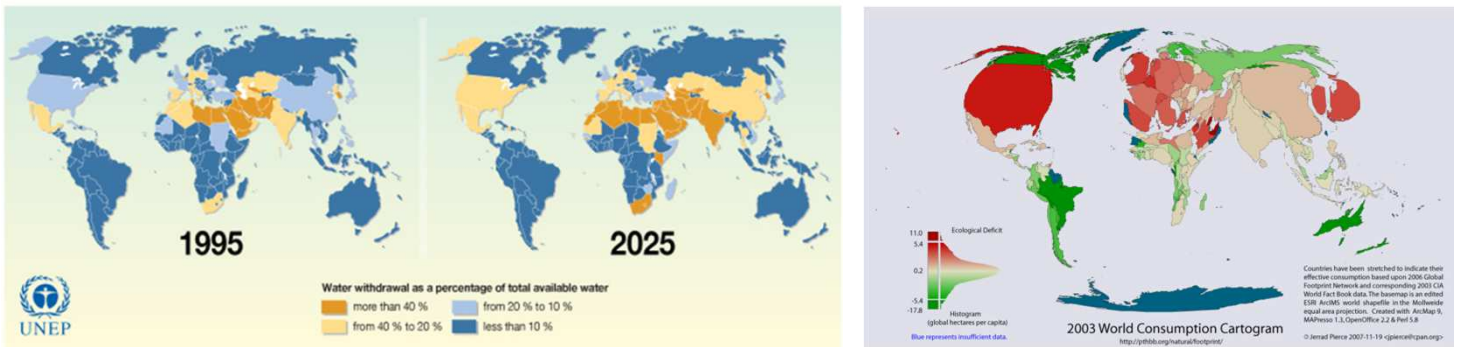 1995
2025
Water withdrawal as a percentage of total available water
more than 40 %
from 20 % to 10 %
from 40 % to 20 %
less than 10 %
UNEP
11.0
Ecological Deficit
5.4
0.2
-5.4
-17.8
Histogram
(global hectares per capita)
Blue represents insufficient data.
2003 World Consumption Cartogram
http://pthbb.org/natural/footprint/
Countries have been stretched to indicate their
effective consumption based upon 2006 Global
Footprint Network and corresponding 2003 CIA
World Fact Book data. The basemap is an edited
ESRI ArcIMS world shapefile in the Mollweide
equal area projection. Created with ArcMap 9,
MAPresso 1.3, OpenOffice 2.2 & Perl 5.8
© Jerrad Pierce 2007-11-19 <jpierce@cpan.org>